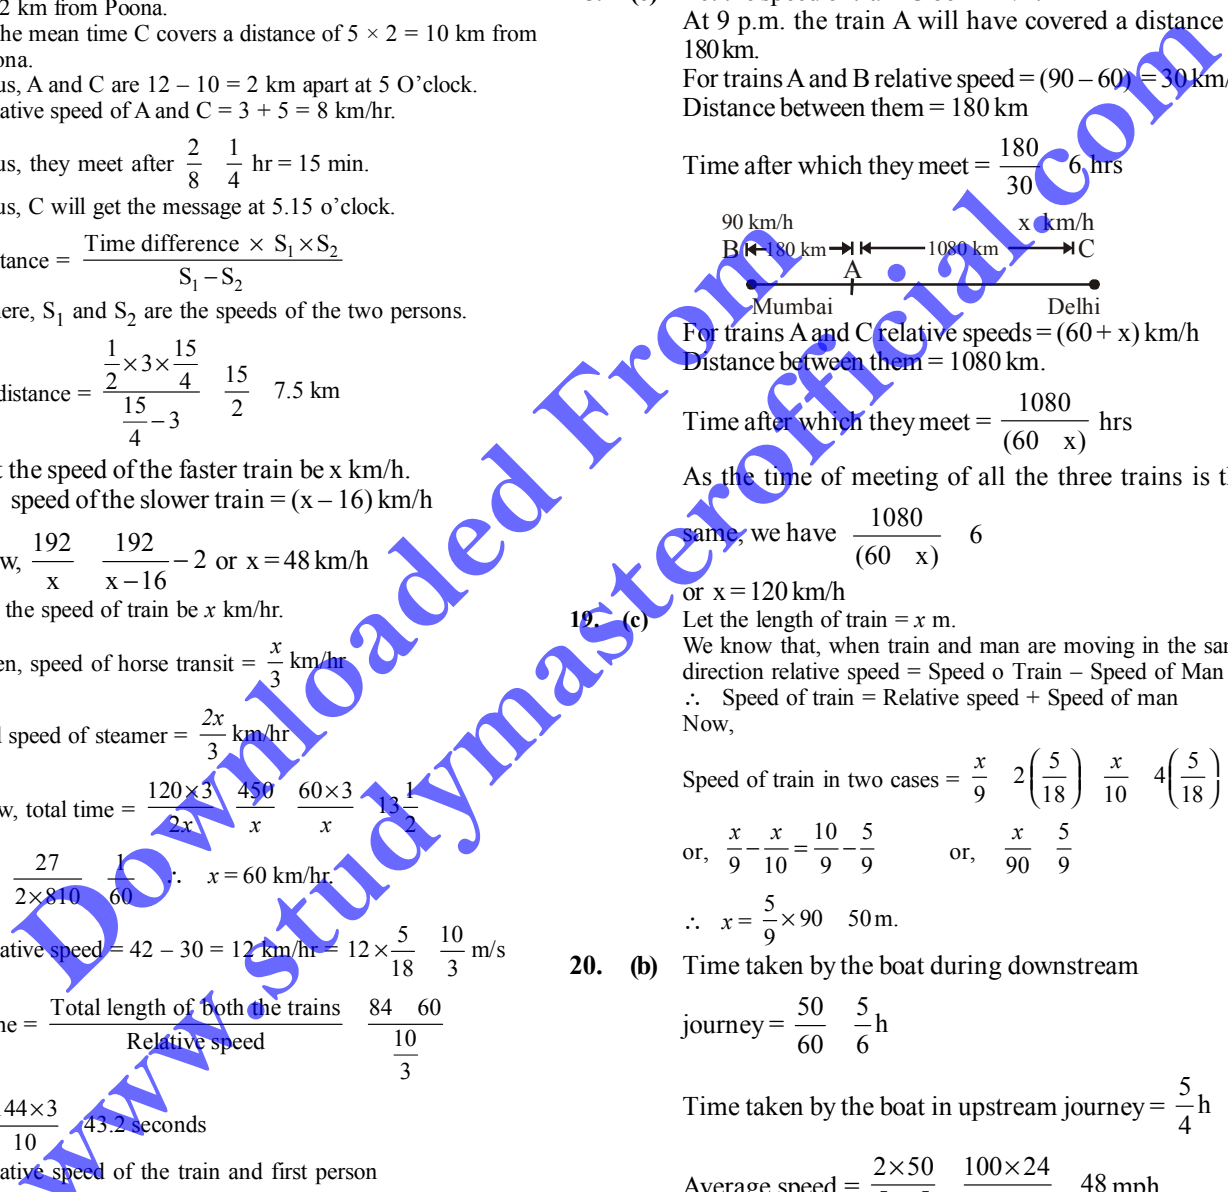 2 km from Poona.
he mean time C covers a distance of 5 × 2 = 10 km from
ona.
us, A and C are 12 – 10 = 2 km apart at 5 O'clock.
ative speed of A and C = 3 + 5 = 8 km/hr.
us, they meet after 2/8 1/4 hr = 15 min.
us, C will get the message at 5.15 o'clock.
tance = Time difference × S1 × S2 / S1 – S2
ere, S1 and S2 are the speeds of the two persons.
distance = 1/2 × 3 × 15/4 / 15/4 – 3 15/2 7.5 km
t the speed of the faster train be x km/h.
speed of the slower train = (x – 16) km/h
w, 192/x 192/x – 16 – 2 or x = 48 km/h
the speed of train be x km/hr.
en, speed of horse transit = x/3 km/hr
l speed of steamer = 2x/3 km/hr
w, total time = 120×3/2x 450/x 60×3/x 13 1/2
27/2×810 1/60 ∴ x = 60 km/hr.
ative speed = 42 – 30 = 12 km/hr = 12 × 5/18 10/3 m/s
ne = Total length of both the trains / Relative speed 84 60 / 10/3
144×3/10 43.2 seconds
ative speed of the train and first person
At 9 p.m. the train A will have covered a distance
180 km.
For trains A and B relative speed = (90 – 60) = 30 km/
Distance between them = 180 km
Time after which they meet = 180/30 6 hrs
90 km/h x km/h
B 180 km 1080 km C
A
Mumbai Delhi
For trains A and C relative speeds = (60 + x) km/h
Distance between them = 1080 km.
Time after which they meet = 1080/(60 x) hrs
As the time of meeting of all the three trains is t
same, we have 1080/(60 x) 6
or x = 120 km/h
19. (c) Let the length of train = x m.
We know that, when train and man are moving in the sa
direction relative speed = Speed o Train – Speed of Man
∴ Speed of train = Relative speed + Speed of man
Now,
Speed of train in two cases = x/9 2(5/18) x/10 4(5/18)
or, x/9 – x/10 = 10/9 – 5/9 or, x/90 5/9
∴ x = 5/9 × 90 50 m.
20. (b) Time taken by the boat during downstream
journey = 50/60 5/6 h
Time taken by the boat in upstream journey = 5/4 h
Average speed = 2×50 100×24 48 mph
Downloaded From
www.studymasterofficial.com